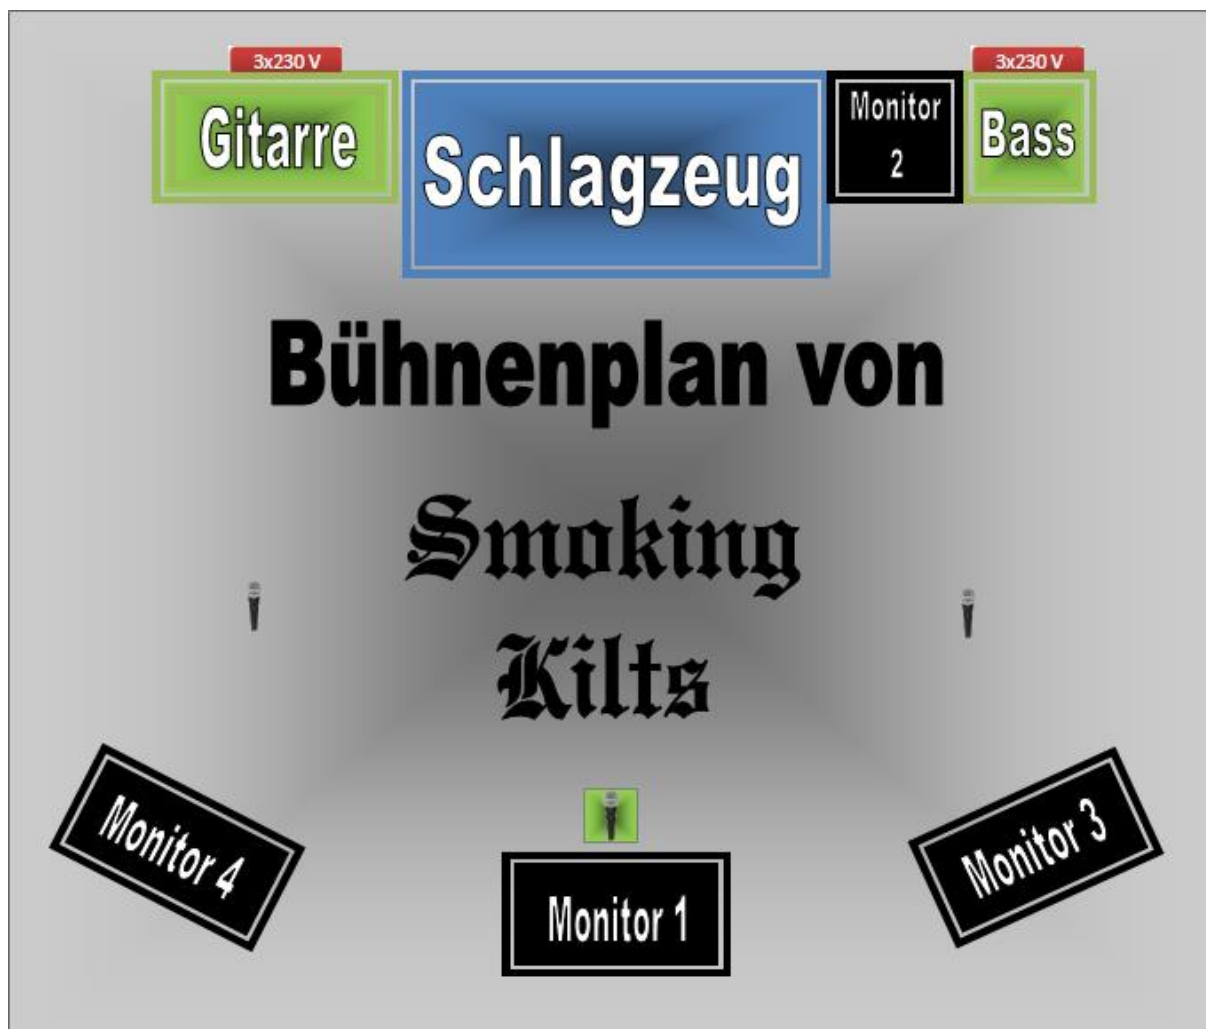 3x230 V
3x230 V
Gitarre
Schlagzeug
Monitor
2
Bass
Bühnenplan von
Smoking
Kilts
Monitor 4
Monitor 1
Monitor 3